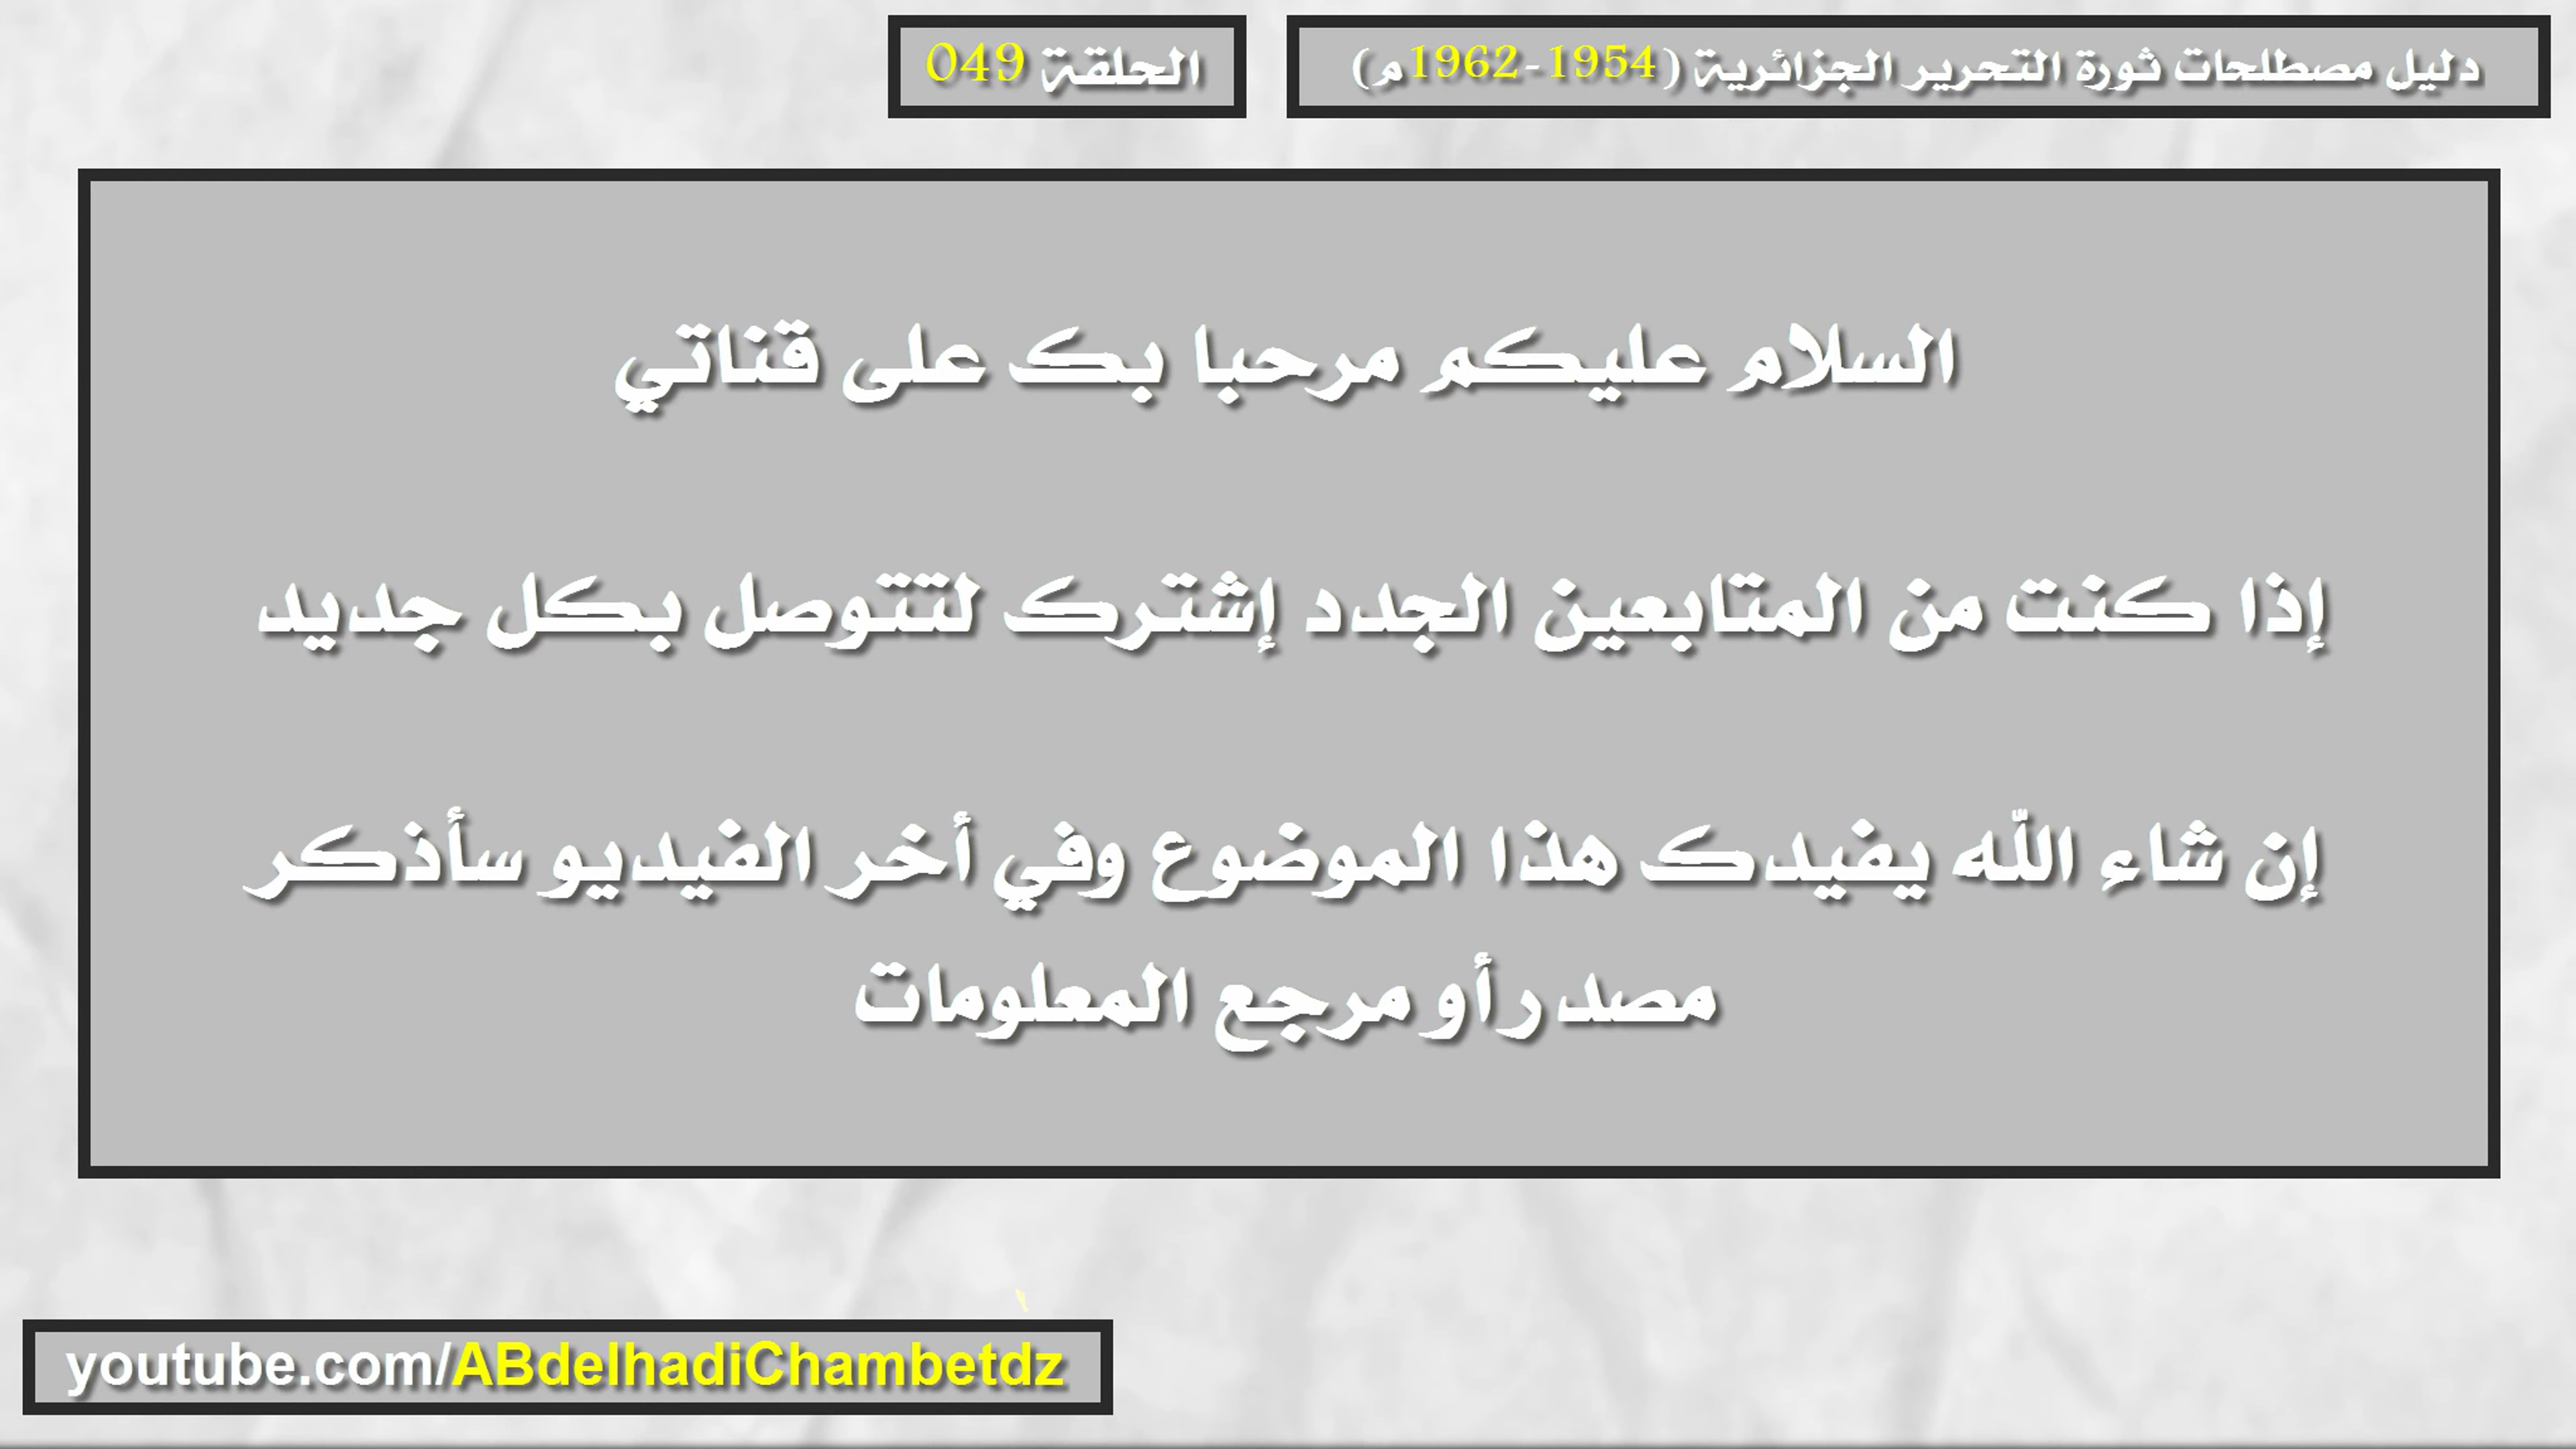 دليل مصطلحات ثورة التحرير الجزائرية (1954-1962م)
الحلقة 049
السلام عليكم مرحبا بك على قناتي
إذا كنت من المتابعين الجدد إشترك لتتوصل بكل جديد
إن شاء الله يفيدك هذا الموضوع وفي أخر الفيديو سأذكر
مصدر أو مرجع المعلومات
youtube.com/ABdelhadiChambetdz